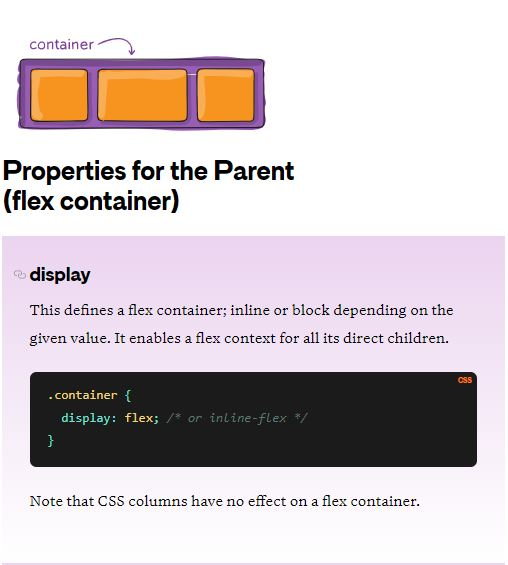 container
Properties for the Parent
(flex container)
display
This defines a flex container; inline or block depending on the
given value. It enables a flex context for all its direct children.
CSS
.container {
  display: flex; /* or inline-flex */
}
Note that CSS columns have no effect on a flex container.